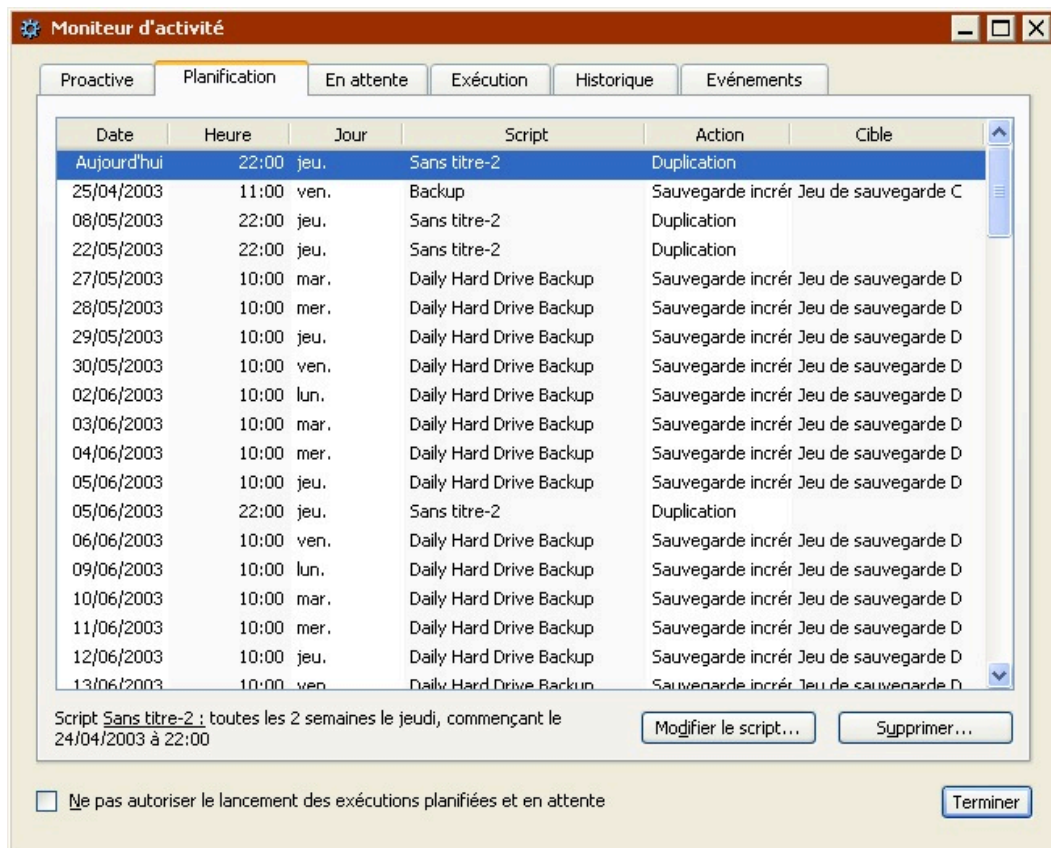 Moniteur d'activité
Proactive Planification En attente Exécution Historique Evénements
Date Heure Jour Script Action Cible
Aujourd'hui 22:00 jeu. Sans titre-2 Duplication
25/04/2003 11:00 ven. Backup Sauvegarde incrér Jeu de sauvegarde C
08/05/2003 22:00 jeu. Sans titre-2 Duplication
22/05/2003 22:00 jeu. Sans titre-2 Duplication
27/05/2003 10:00 mar. Daily Hard Drive Backup Sauvegarde incrér Jeu de sauvegarde D
28/05/2003 10:00 mer. Daily Hard Drive Backup Sauvegarde incrér Jeu de sauvegarde D
29/05/2003 10:00 jeu. Daily Hard Drive Backup Sauvegarde incrér Jeu de sauvegarde D
30/05/2003 10:00 ven. Daily Hard Drive Backup Sauvegarde incrér Jeu de sauvegarde D
02/06/2003 10:00 lun. Daily Hard Drive Backup Sauvegarde incrér Jeu de sauvegarde D
03/06/2003 10:00 mar. Daily Hard Drive Backup Sauvegarde incrér Jeu de sauvegarde D
04/06/2003 10:00 mer. Daily Hard Drive Backup Sauvegarde incrér Jeu de sauvegarde D
05/06/2003 10:00 jeu. Daily Hard Drive Backup Sauvegarde incrér Jeu de sauvegarde D
05/06/2003 22:00 jeu. Sans titre-2 Duplication
06/06/2003 10:00 ven. Daily Hard Drive Backup Sauvegarde incrér Jeu de sauvegarde D
09/06/2003 10:00 lun. Daily Hard Drive Backup Sauvegarde incrér Jeu de sauvegarde D
10/06/2003 10:00 mar. Daily Hard Drive Backup Sauvegarde incrér Jeu de sauvegarde D
11/06/2003 10:00 mer. Daily Hard Drive Backup Sauvegarde incrér Jeu de sauvegarde D
12/06/2003 10:00 jeu. Daily Hard Drive Backup Sauvegarde incrér Jeu de sauvegarde D
13/06/2003 10:00 ven. Daily Hard Drive Backup Sauvegarde incrér Jeu de sauvegarde D
Script Sans titre-2 : toutes les 2 semaines le jeudi, commençant le
24/04/2003 à 22:00
Modifier le script... Supprimer...
Ne pas autoriser le lancement des exécutions planifiées et en attente
Terminer